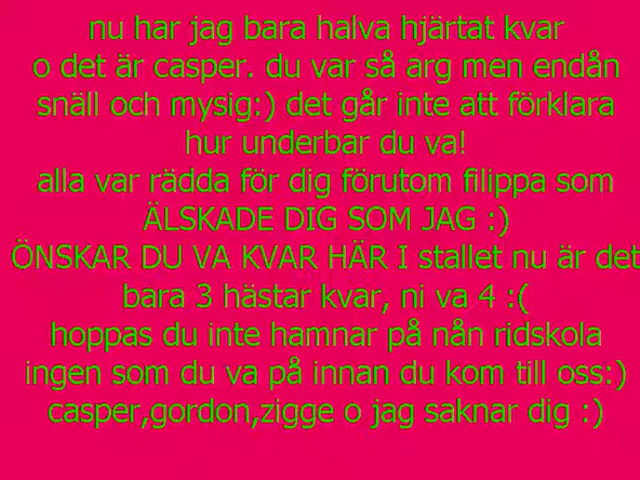 nu har jag bara halva hjärtat kvar
o det är casper. du var så arg men endån
snäll och mysig:) det går inte att förklara
hur underbar du va!
alla var rädda för dig förutom filippa som
ÄLSKADE DIG SOM JAG :)
ÖNSKAR DU VA KVAR HÄR I stallet nu är det
bara 3 hästar kvar, ni va 4 :(
hoppas du inte hamnar på nån ridskola
ingen som du va på innan du kom till oss:)
casper,gordon,zigge o jag saknar dig :)